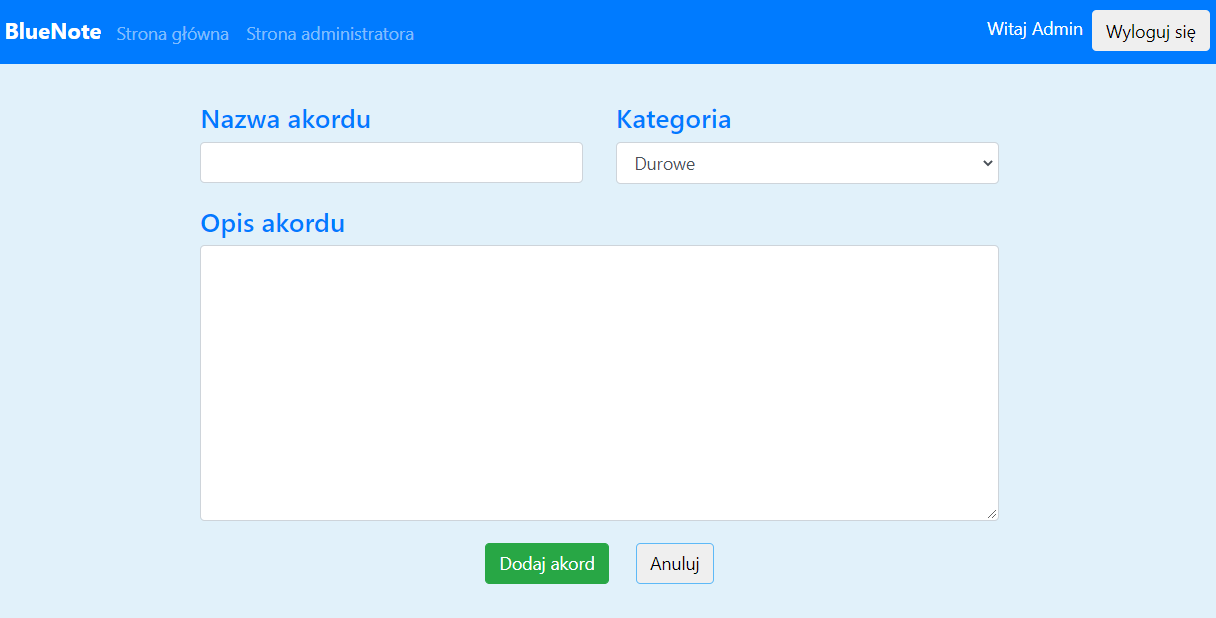 BlueNote Strona główna Strona administratora Witaj Admin Wyloguj się
Nazwa akordu Kategoria
Durowe
Opis akordu
Dodaj akord Anuluj